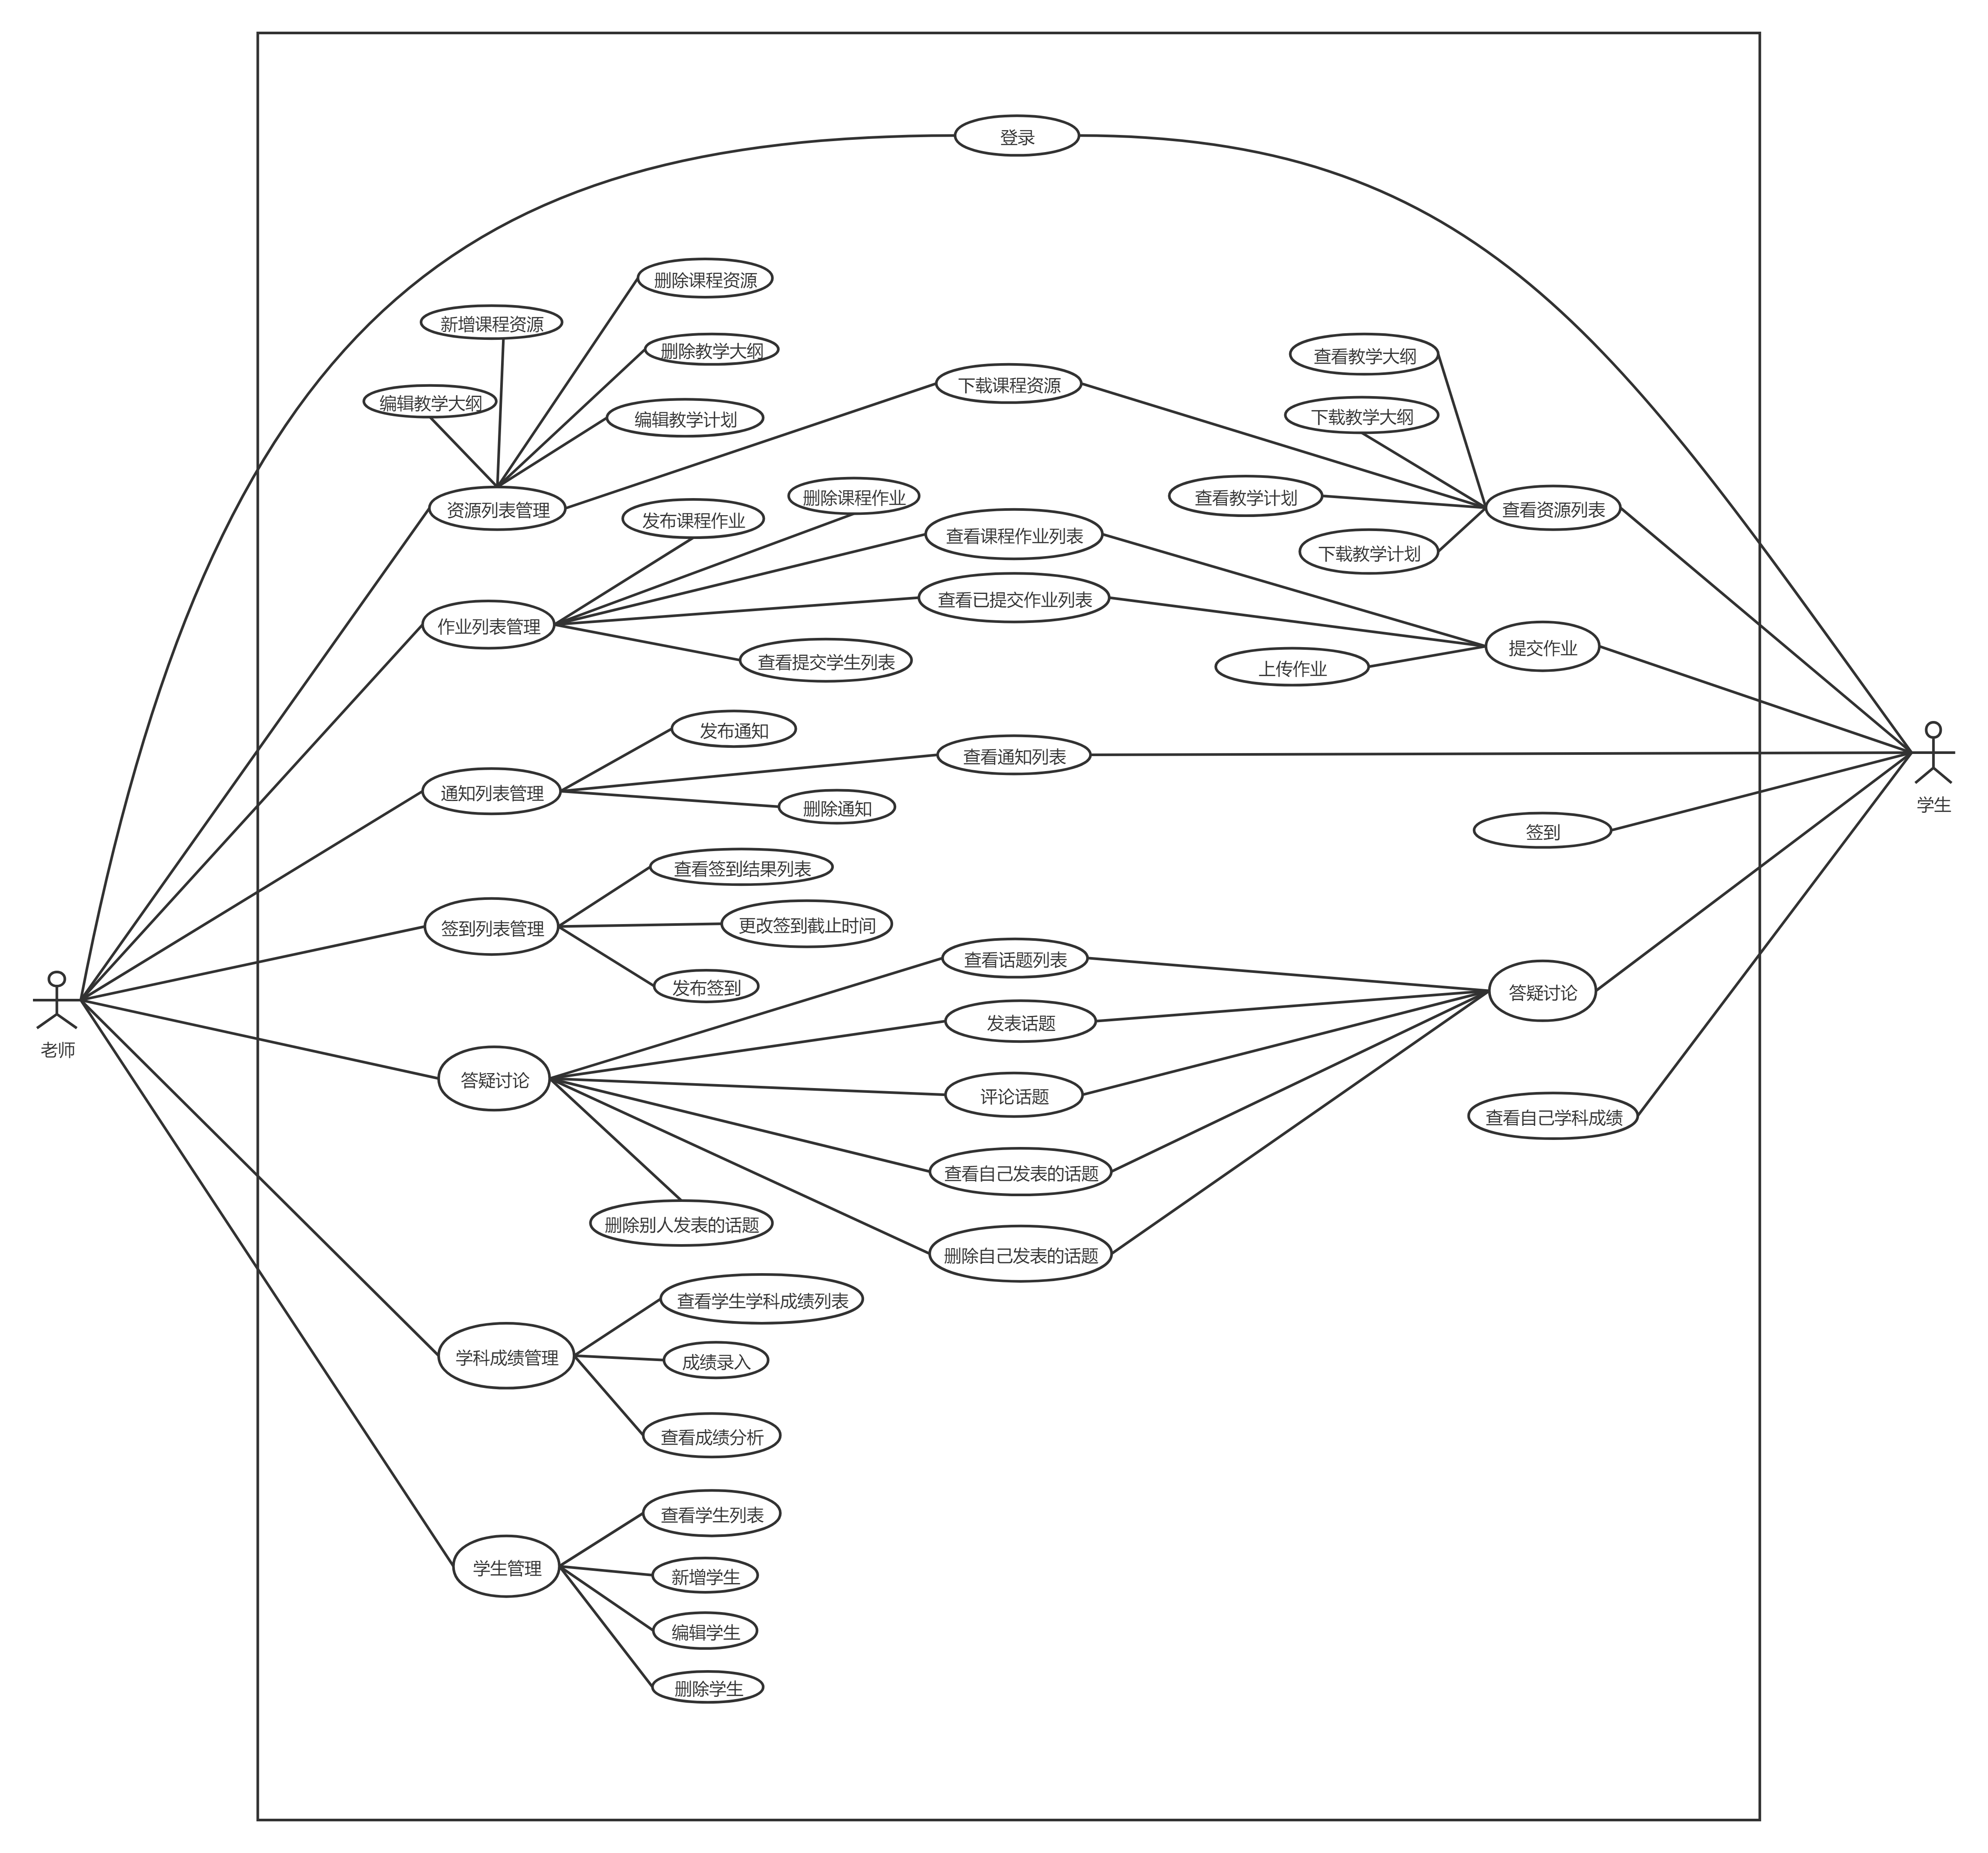 登录
删除课程资源
新增课程资源
删除教学大纲
查看教学大纲
下载课程资源
编辑教学大纲
编辑教学计划
下载教学大纲
删除课程作业
查看教学计划
资源列表管理
查看资源列表
发布课程作业
查看课程作业列表
下载教学计划
查看已提交作业列表
作业列表管理
提交作业
查看提交学生列表
上传作业
发布通知
查看通知列表
通知列表管理
删除通知
学生
签到
查看签到结果列表
更改签到截止时间
签到列表管理
查看话题列表
发布签到
答疑讨论
发表话题
老师
答疑讨论
评论话题
查看自己学科成绩
查看自己发表的话题
删除别人发表的话题
删除自己发表的话题
查看学生学科成绩列表
学科成绩管理
成绩录入
查看成绩分析
查看学生列表
学生管理
新增学生
编辑学生
删除学生